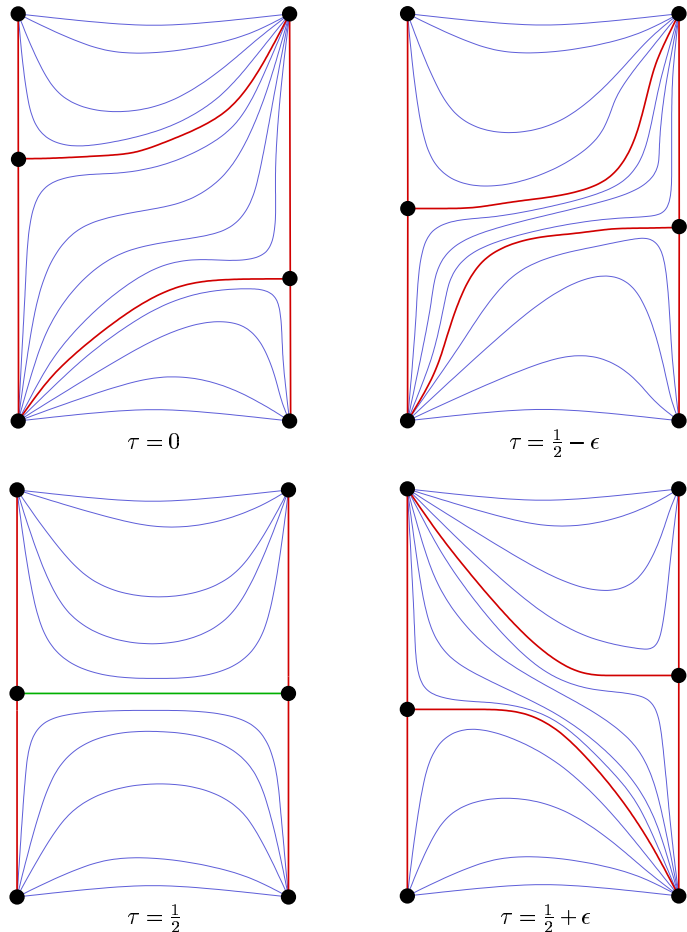 τ = 0
τ = 1/2 − ϵ
τ = 1/2
τ = 1/2 + ϵ